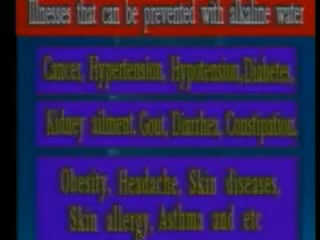 Illnesses that can be prevented with alkaline water
Cancer, Hypertension, Hypotension,Diabetes,
Kidney ailment, Gout, Diarrhea, Constipation,
Obesity, Headache, Skin diseases,
Skin allergy, Asthma and etc